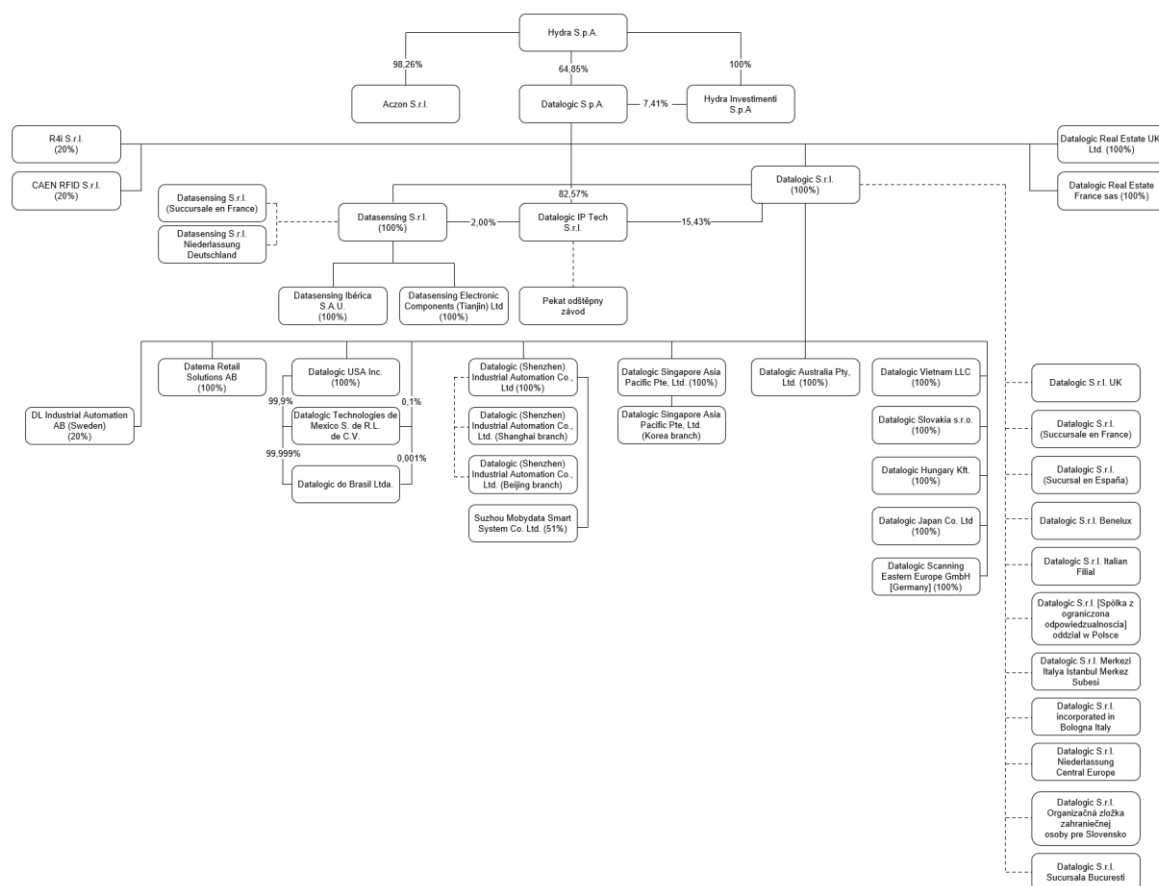 Hydra S.p.A.
98,26%
64,85%
100%
Aczon S.r.l.
Datalogic S.p.A.
7,41%
Hydra Investimenti
S.p.A
R4i S.r.l.
(20%)
Datalogic Real Estate UK
Ltd. (100%)
CAEN RFID S.r.l.
(20%)
Datalogic S.r.l.
(100%)
Datalogic Real Estate
France sas (100%)
82,57%
Datasensing S.r.l.
(Succursale en France)
Datasensing S.r.l.
Niederlassung
Deutschland
Datasensing S.r.l.
(100%)
2,00%
Datalogic IP Tech
S.r.l.
15,43%
Datasensing Ibérica
S.A.U.
(100%)
Datasensing Electronic
Components (Tianjin) Ltd
(100%)
Pekat odštěpny
závod
DL Industrial Automation
AB (Sweden)
(20%)
Datema Retail
Solutions AB
(100%)
Datalogic USA Inc.
(100%)
99,9%
0,1%
Datalogic Technologies de
Mexico S. de R.L.
de C.V.
99,999%
0,001%
Datalogic do Brasil Ltda.
Datalogic (Shenzhen)
Industrial Automation Co.,
Ltd (100%)
Datalogic (Shenzhen)
Industrial Automation Co.,
Ltd. (Shanghai branch)
Datalogic (Shenzhen)
Industrial Automation Co.,
Ltd. (Beijing branch)
Suzhou Mobydata Smart
System Co. Ltd. (51%)
Datalogic Singapore Asia
Pacific Pte, Ltd. (100%)
Datalogic Singapore Asia
Pacific Pte, Ltd.
(Korea branch)
Datalogic Australia Pty,
Ltd. (100%)
Datalogic Vietnam LLC
(100%)
Datalogic Slovakia s.r.o.
(100%)
Datalogic Hungary Kft.
(100%)
Datalogic Japan Co. Ltd
(100%)
Datalogic Scanning
Eastern Europe GmbH
[Germany] (100%)
Datalogic S.r.l. UK
Datalogic S.r.l.
(Succursale en France)
Datalogic S.r.l.
(Sucursal en España)
Datalogic S.r.l. Benelux
Datalogic S.r.l. Italian
Filial
Datalogic S.r.l. [Spòlka z
ograniczona
odpowiedzualnoscia]
oddzial w Polsce
Datalogic S.r.l. Merkezi
Italya Istanbul Merkez
Subesi
Datalogic S.r.l.
incorporated in
Bologna Italy
Datalogic S.r.l.
Niederlassung
Central Europe
Datalogic S.r.l.
Organizačná zložka
zahraniečnej
osoby pre Slovensko
Datalogic S.r.l.
Sucursala Bucuresti